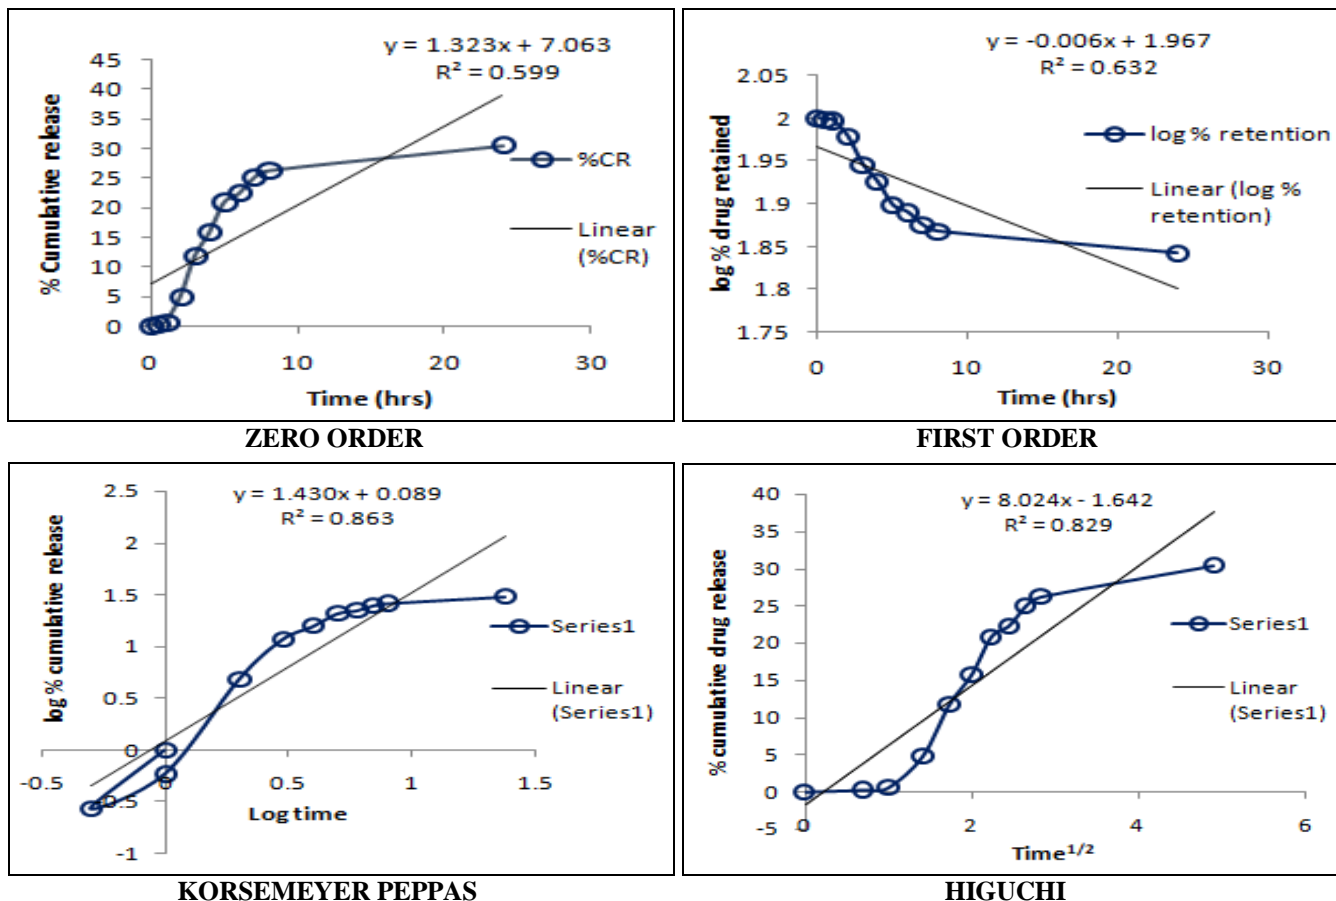 y = 1.323x + 7.063
R² = 0.599
45
40
35
30
25
20
15
10
5
0
% Cumulative release
0
10
20
30
Time (hrs)
%CR
Linear
(%CR)
ZERO ORDER
y = -0.006x + 1.967
R² = 0.632
2.05
2
1.95
1.9
1.85
1.8
1.75
log % drug retained
0
10
20
30
Time (hrs)
log % retention
Linear (log %
retention)
FIRST ORDER
y = 1.430x + 0.089
R² = 0.863
2.5
2
1.5
1
0.5
0
-0.5
-1
log % cumulative release
-0.5
0
0.5
1
1.5
Log time
Series1
Linear
(Series1)
KORSEMEYER PEPPAS
y = 8.024x - 1.642
R² = 0.829
40
35
30
25
20
15
10
5
0
-5
% cumulative drug release
0
2
4
6
Time¹/²
Series1
Linear
(Series1)
HIGUCHI